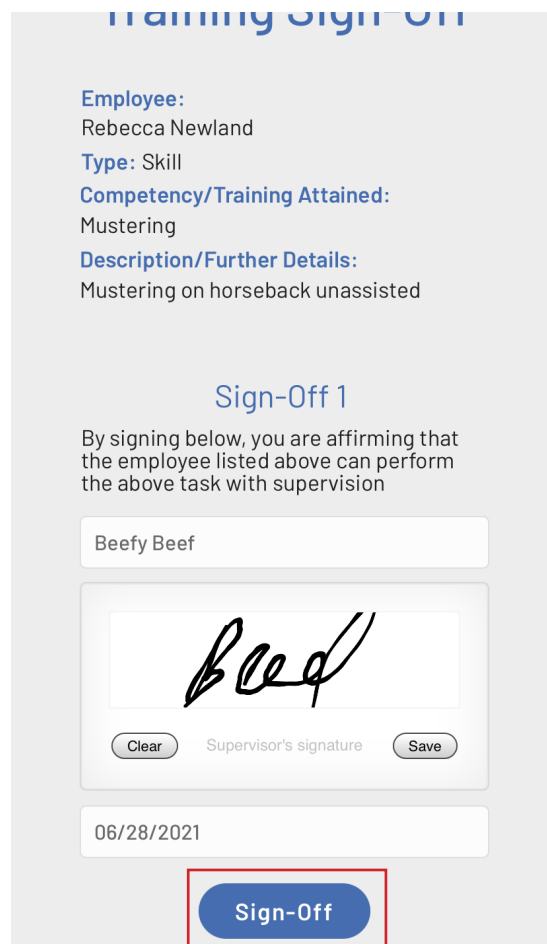 Training Sign-Off
Employee:
Rebecca Newland
Type: Skill
Competency/Training Attained:
Mustering
Description/Further Details:
Mustering on horseback unassisted
Sign-Off 1
By signing below, you are affirming that
the employee listed above can perform
the above task with supervision
Beefy Beef
Clear Supervisor's signature Save
06/28/2021
Sign-Off